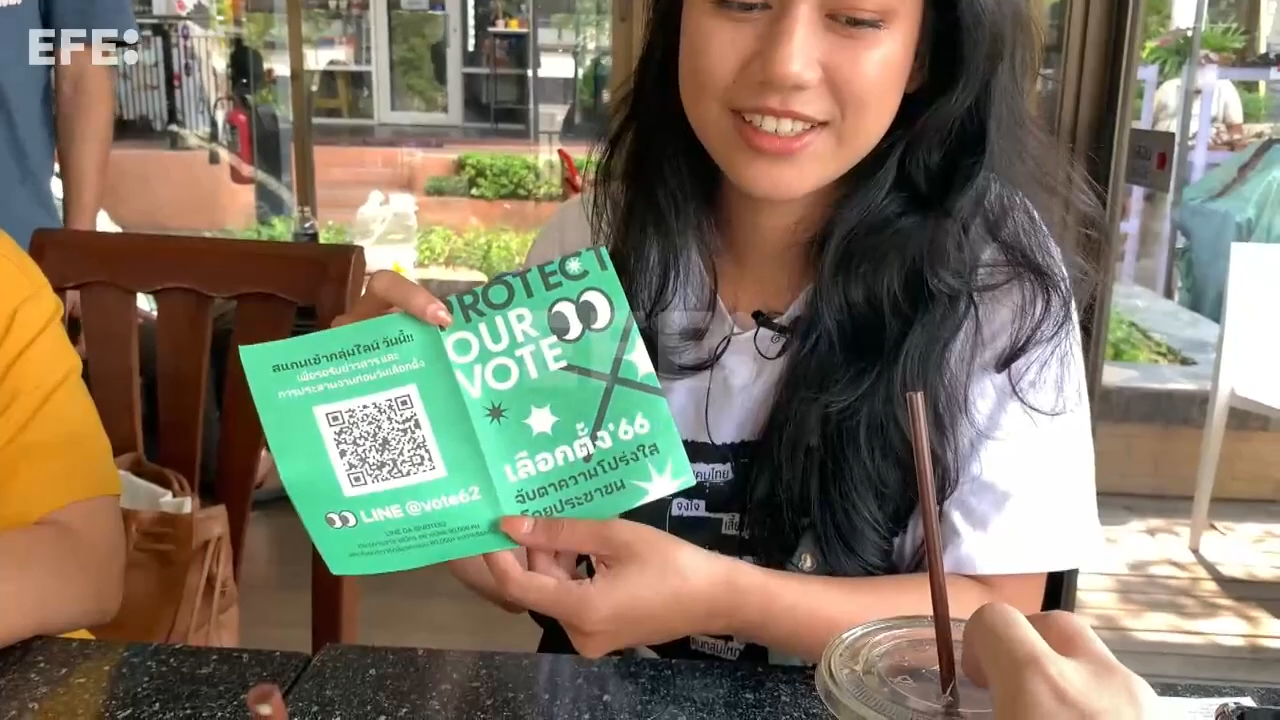 EFE:
สแกนเข้ากลุ่มไลน์ วันนี้!!
เพื่อรอรับข่าวสาร และ
การประสานงานก่อนวันเลือกตั้ง
LINE @vote62
PROTECT
OUR
VOTE
เลือกตั้ง'66
จับตาความโปร่งใส
โดยประชาชน
จงใจ